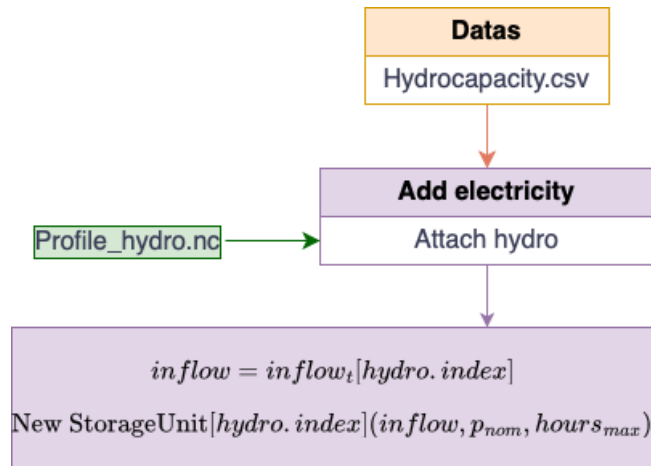 Datas
Hydrocapacity.csv
Add electricity
Profile_hydro.nc
Attach hydro
inflow = inflow_t[hydro. index]
New StorageUnit[hydro. index](inflow, p_nom, hours_max)